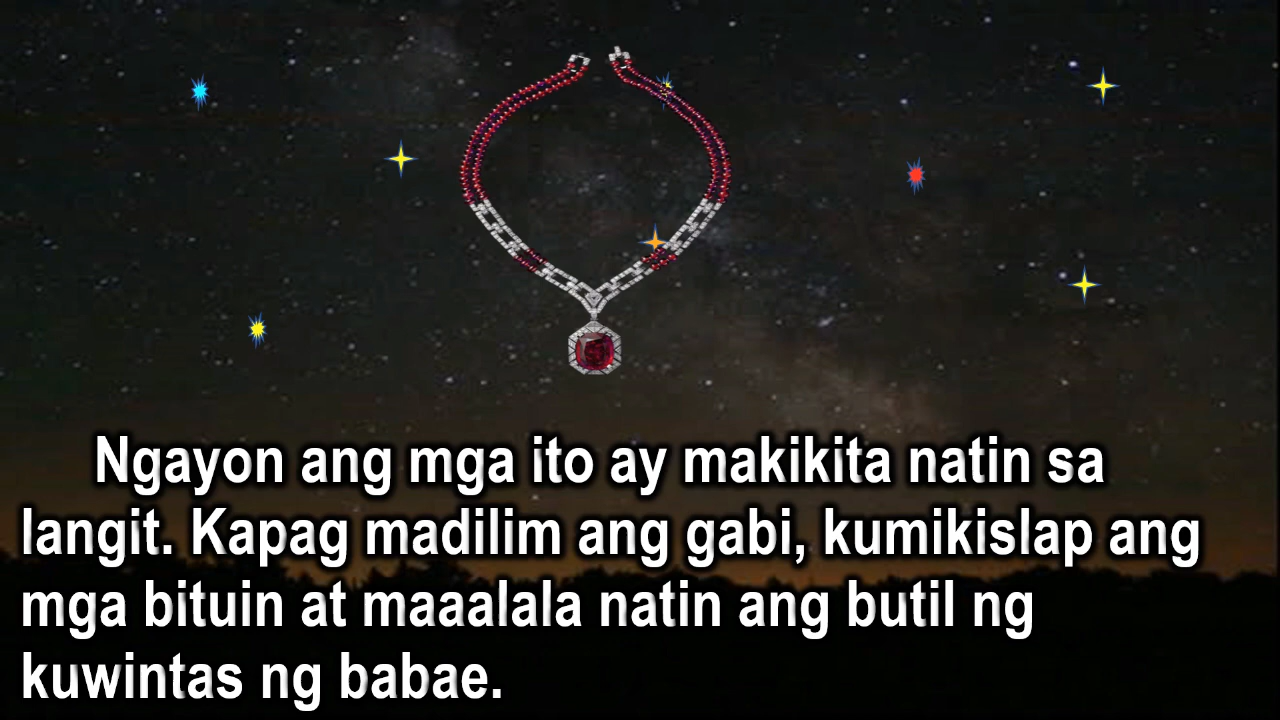 Ngayon ang mga ito ay makikita natin sa
langit. Kapag madilim ang gabi, kumikislap ang
mga bituin at maaalala natin ang butil ng
kuwintas ng babae.